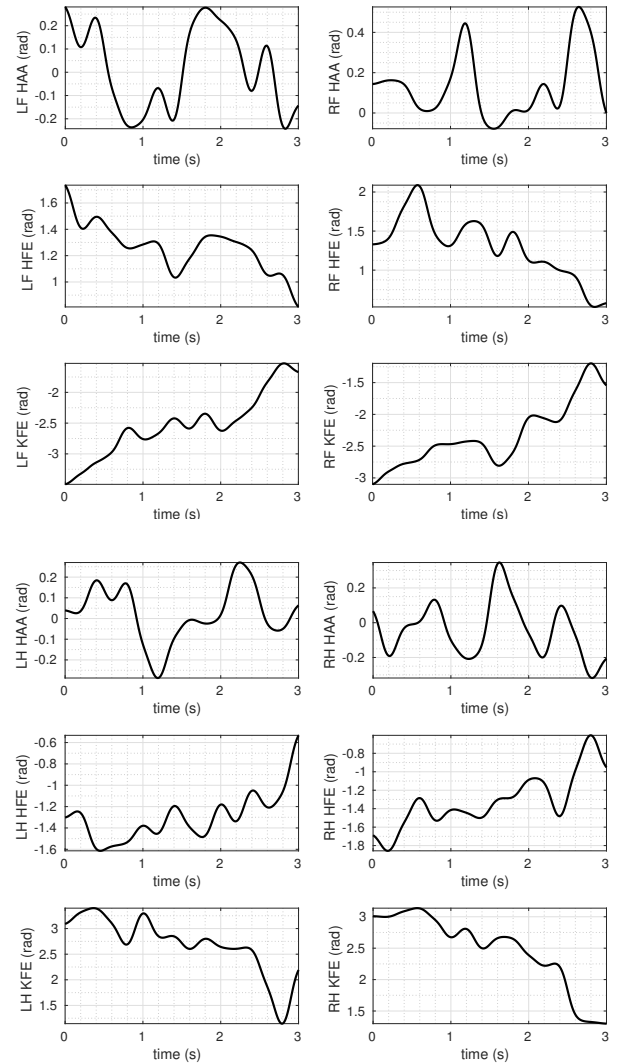 LF HAA (rad)
0.2
0.1
0
-0.1
-0.2
0 1 2 3
time (s)
RF HAA (rad)
0.4
0.2
0
0 1 2 3
time (s)
LF HFE (rad)
1.6
1.4
1.2
1
0 1 2 3
time (s)
RF HFE (rad)
2
1.5
1
0 1 2 3
time (s)
LF KFE (rad)
-2
-2.5
-3
0 1 2 3
time (s)
RF KFE (rad)
-1.5
-2
-2.5
-3
0 1 2 3
time (s)
LH HAA (rad)
0.2
0.1
0
-0.1
-0.2
0 1 2 3
time (s)
RH HAA (rad)
0.2
0
-0.2
0 1 2 3
time (s)
LH HFE (rad)
-0.6
-0.8
-1
-1.2
-1.4
-1.6
0 1 2 3
time (s)
RH HFE (rad)
-0.8
-1
-1.2
-1.4
-1.6
-1.8
0 1 2 3
time (s)
LH KFE (rad)
3
2.5
2
1.5
0 1 2 3
time (s)
RH KFE (rad)
3
2.5
2
1.5
0 1 2 3
time (s)